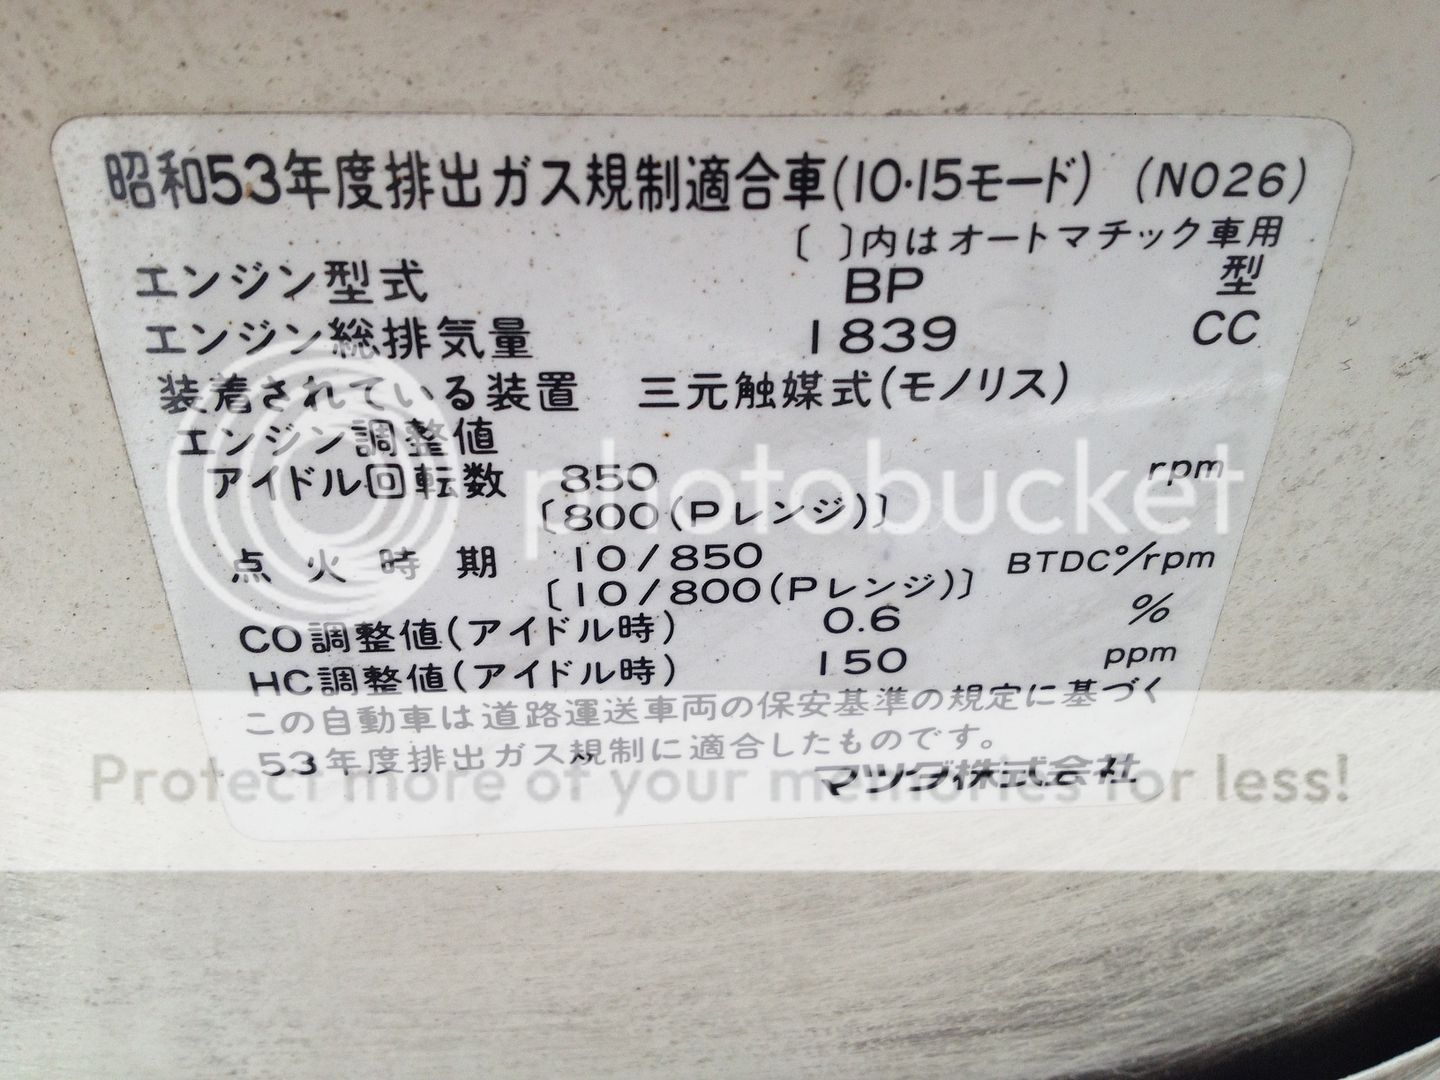 昭和53年度排出ガス規制適合車(10・15モード) (N026)
〔 〕内はオートマチック車用
エンジン型式 BP 型
エンジン総排気量 1839 CC
装着されている装置 三元触媒式(モノリス)
エンジン調整値
アイドル回転数 850 rpm
〔800(Pレンジ)〕
点火時期 10/850 BTDC°/rpm
〔10/800(Pレンジ)〕
CO調整値(アイドル時) 0.6 %
HC調整値(アイドル時) 150 ppm
この自動車は道路運送車両の保安基準の規定に基づく
53年度排出ガス規制に適合したものです。
マツダ株式会社
photobucket
Protect more of your memories for less!